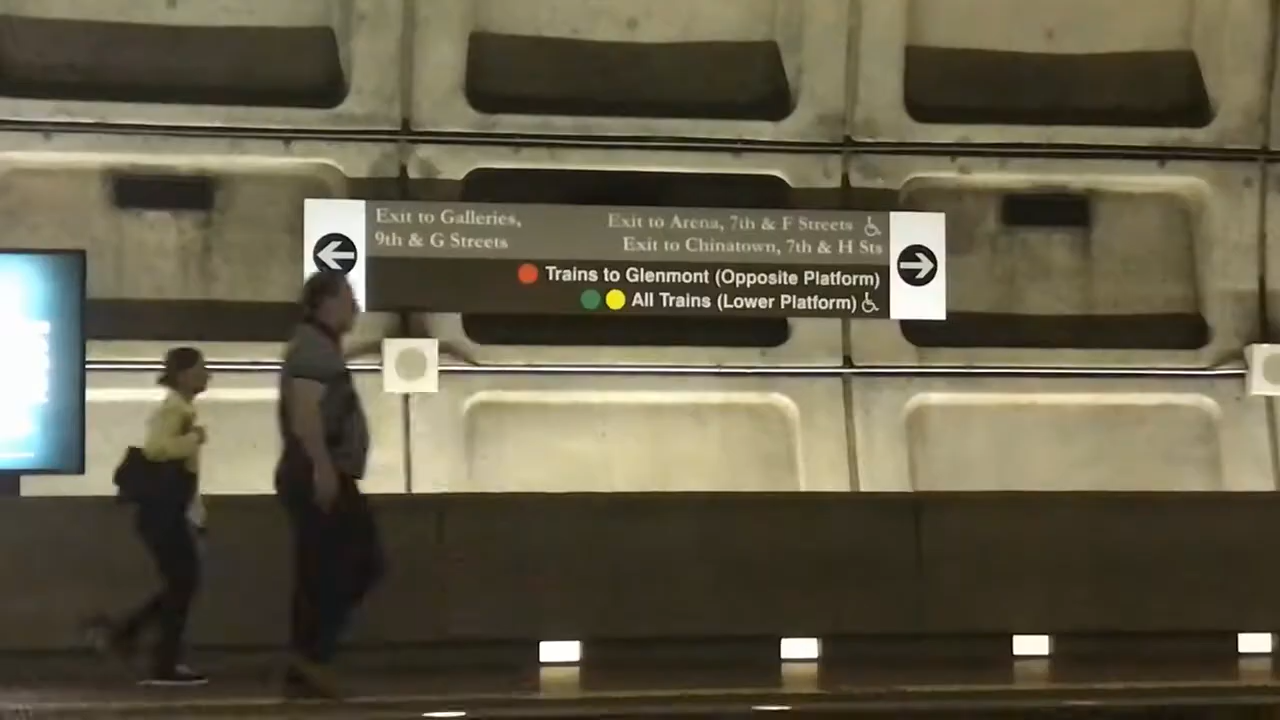 Exit to Galleries,
9th & G Streets
Exit to Arena, 7th & F Streets
Exit to Chinatown, 7th & H Sts
Trains to Glenmont (Opposite Platform)
All Trains (Lower Platform)